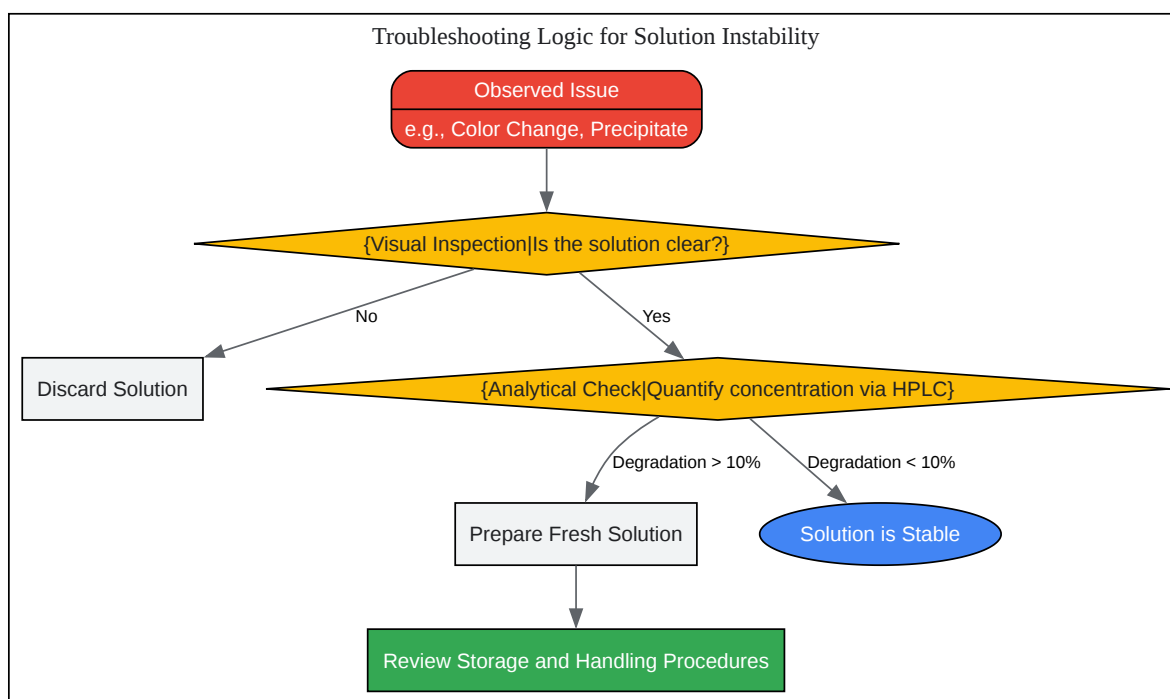 Troubleshooting Logic for Solution Instability
Observed Issue
e.g., Color Change, Precipitate
{Visual Inspection|Is the solution clear?}
No
Yes
Discard Solution
{Analytical Check|Quantify concentration via HPLC}
Degradation > 10%
Degradation < 10%
Prepare Fresh Solution
Solution is Stable
Review Storage and Handling Procedures